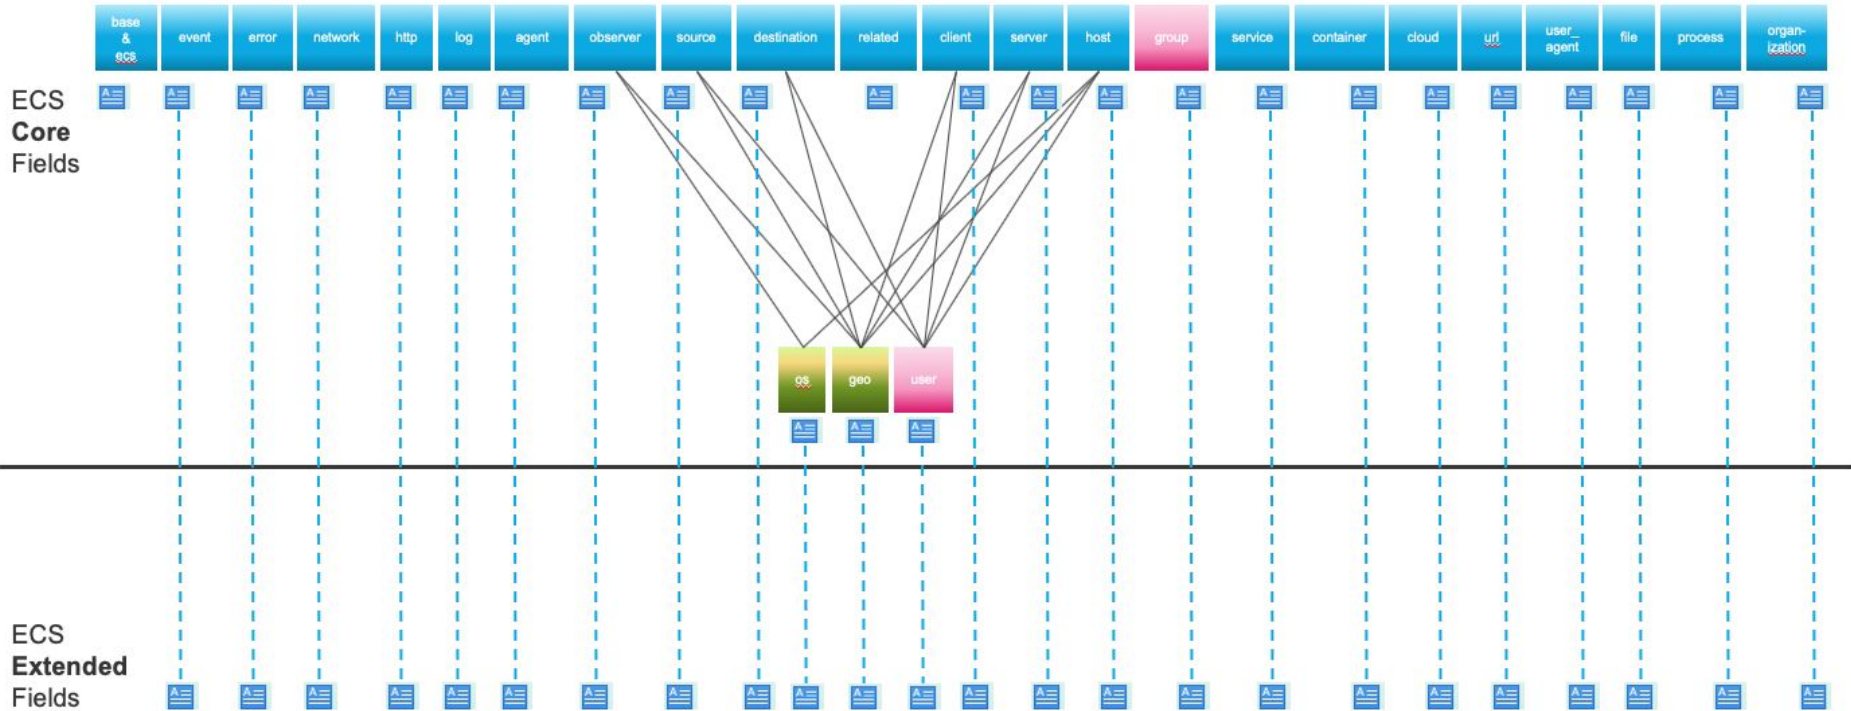 base
&
ecs
event
error
network
http
log
agent
observer
source
destination
related
client
server
host
group
service
container
cloud
url
user_
agent
file
process
organ-
ization
ECS
Core
Fields
os
geo
user
ECS
Extended
Fields